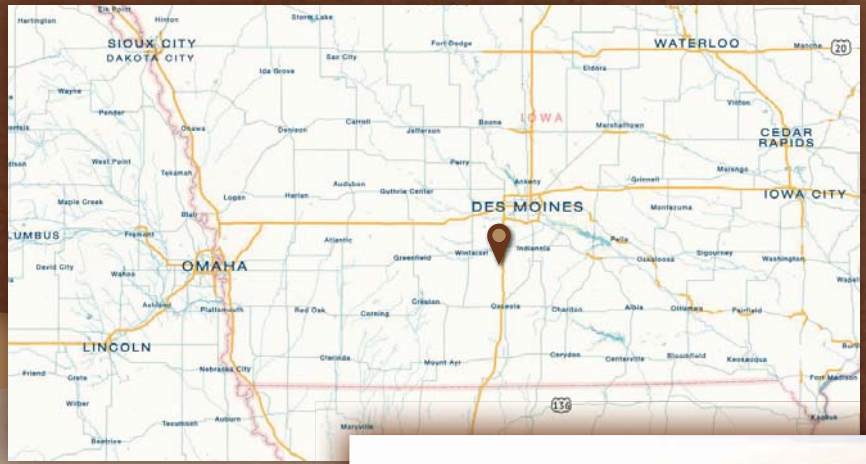 Elk Point
Hartington
Hinton
Storm Lake
SIOUX CITY
DAKOTA CITY
Fort Dodge
WATERLOO
Manche
20
Sac City
Ida Grove
Eldora
Wayne
Vinton
Pender
IOWA
Onawa
Denison
Carroll
Jefferson
Boone
Marshalltown
CEDAR
RAPIDS
West Point
Perry
Tekamah
Ankeny
Grinnell
Marengo
Audubon
Guthrie Center
Logan
Harlan
Maple Creek
DES MOINES
Montezuma
IOWA CITY
Blair
LUMBUS
Fremont
Atlantic
Pella
Winterset
Indianola
Greenfield
Oskaloosa
Sigourney
Washington
David City
Wahoo
OMAHA
Wapel
Ashland
Plattsmouth
Red Oak
Corning
Creston
Osceola
Chariton
Albia
Ottumwa
Fairfield
LINCOLN
Clarinda
Mount Ayr
Corydon
Centerville
Bloomfield
Keosauqua
Friend
Crete
Nebraska City
Fort Madison
Wilber
136
Keokuk
Auburn
Tecumseh
Maryville
Beatrice